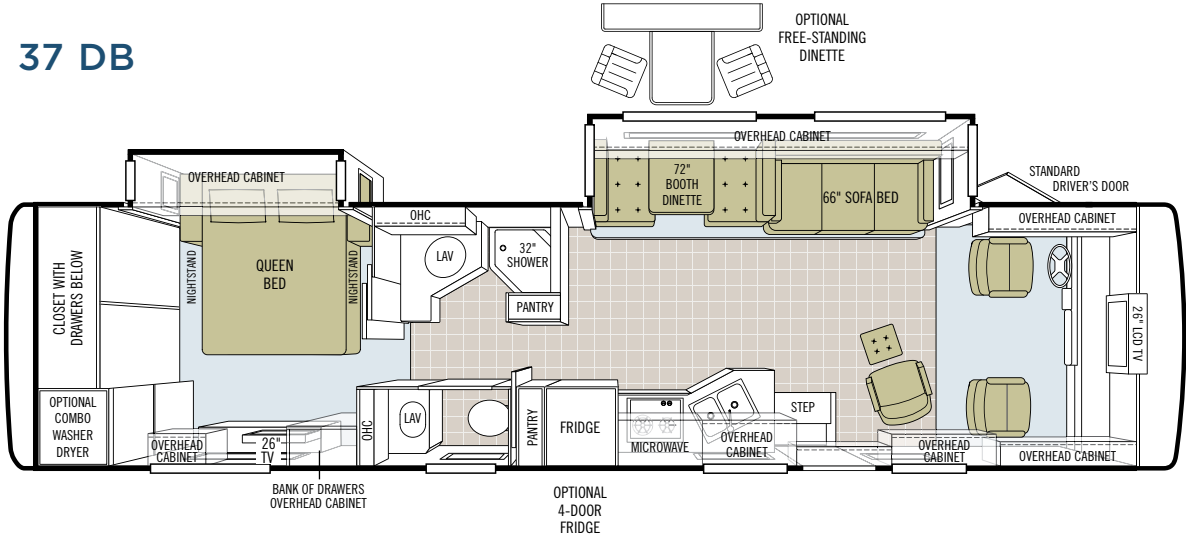 37 DB
OPTIONAL
FREE-STANDING
DINETTE
OVERHEAD CABINET
72"
BOOTH
DINETTE
66" SOFA BED
STANDARD
DRIVER'S DOOR
OVERHEAD CABINET
OVERHEAD CABINET
OHC
LAV
32"
SHOWER
PANTRY
QUEEN
BED
NIGHTSTAND
NIGHTSTAND
CLOSET WITH
DRAWERS BELOW
26" LCD TV
OPTIONAL
COMBO
WASHER
DRYER
OVERHEAD
CABINET
26"
TV
OHC
LAV
PANTRY
FRIDGE
MICROWAVE
OVERHEAD
CABINET
STEP
OVERHEAD
CABINET
OVERHEAD CABINET
BANK OF DRAWERS
OVERHEAD CABINET
OPTIONAL
4-DOOR
FRIDGE